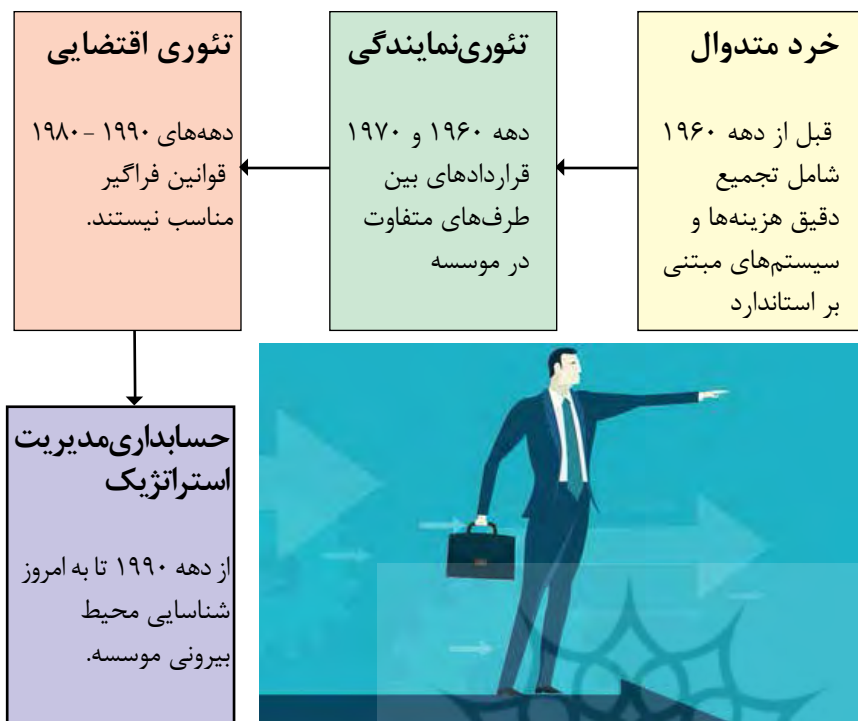 خرد متدوال
قبل از دهه ۱۹۶۰
شامل تجمیع
دقیق هزینه‌ها و
سیستم‌های مبتنی
بر استاندارد
تئوری‌نمایندگی
دهه ۱۹۶۰ و ۱۹۷۰
قراردادهای بین
طرف‌های متفاوت
در موسسه
تئوری اقتضایی
دهه‌های ۱۹۹۰ - ۱۹۸۰
قوانین فراگیر
مناسب نیستند.
حسابداری‌مدیریت
استراتژیک
از دهه ۱۹۹۰ تا به امروز
شناسایی محیط
بیرونی موسسه.